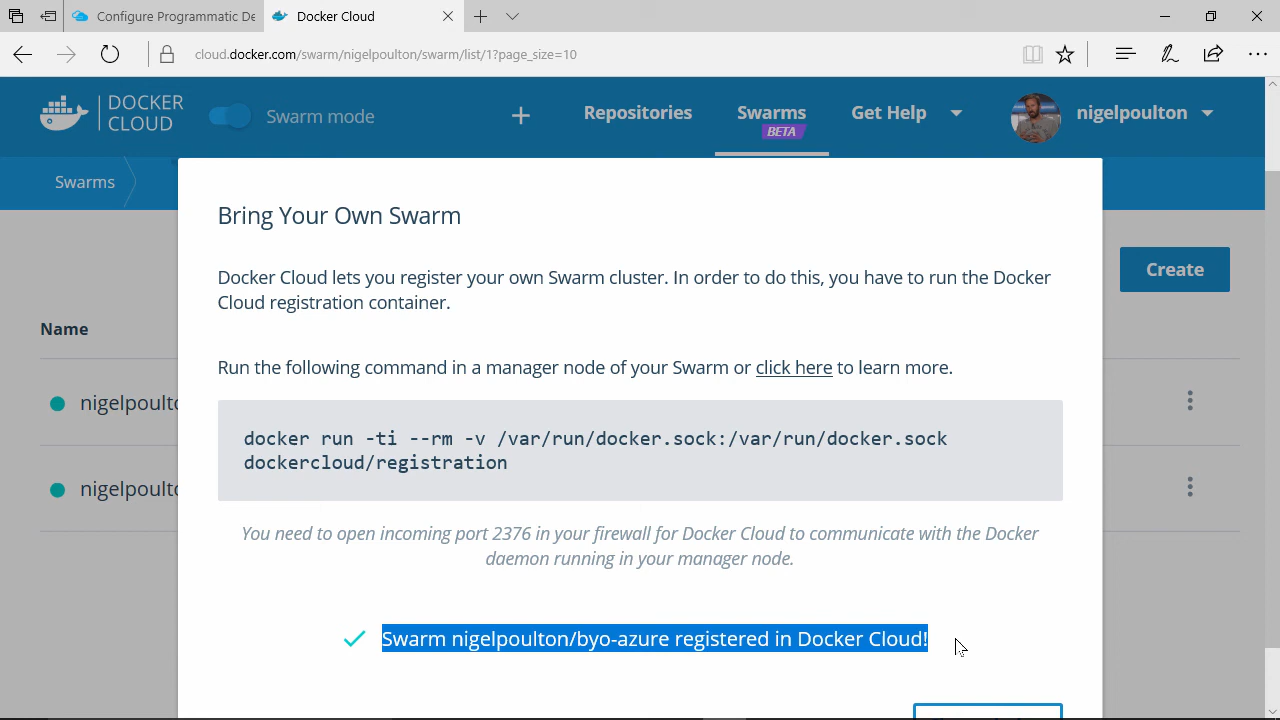 Configure Programmatic De
Docker Cloud
cloud.docker.com/swarm/nigelpoulton/swarm/list/1?page_size=10
DOCKER
CLOUD
Swarm mode
Repositories
Swarms
BETA
Get Help
nigelpoulton
Swarms
Bring Your Own Swarm
Docker Cloud lets you register your own Swarm cluster. In order to do this, you have to run the Docker
Cloud registration container.
Create
Name
Run the following command in a manager node of your Swarm or click here to learn more.
nigelpoulto
docker run -ti --rm -v /var/run/docker.sock:/var/run/docker.sock
dockercloud/registration
nigelpoulto
You need to open incoming port 2376 in your firewall for Docker Cloud to communicate with the Docker
daemon running in your manager node.
Swarm nigelpoulton/byo-azure registered in Docker Cloud!